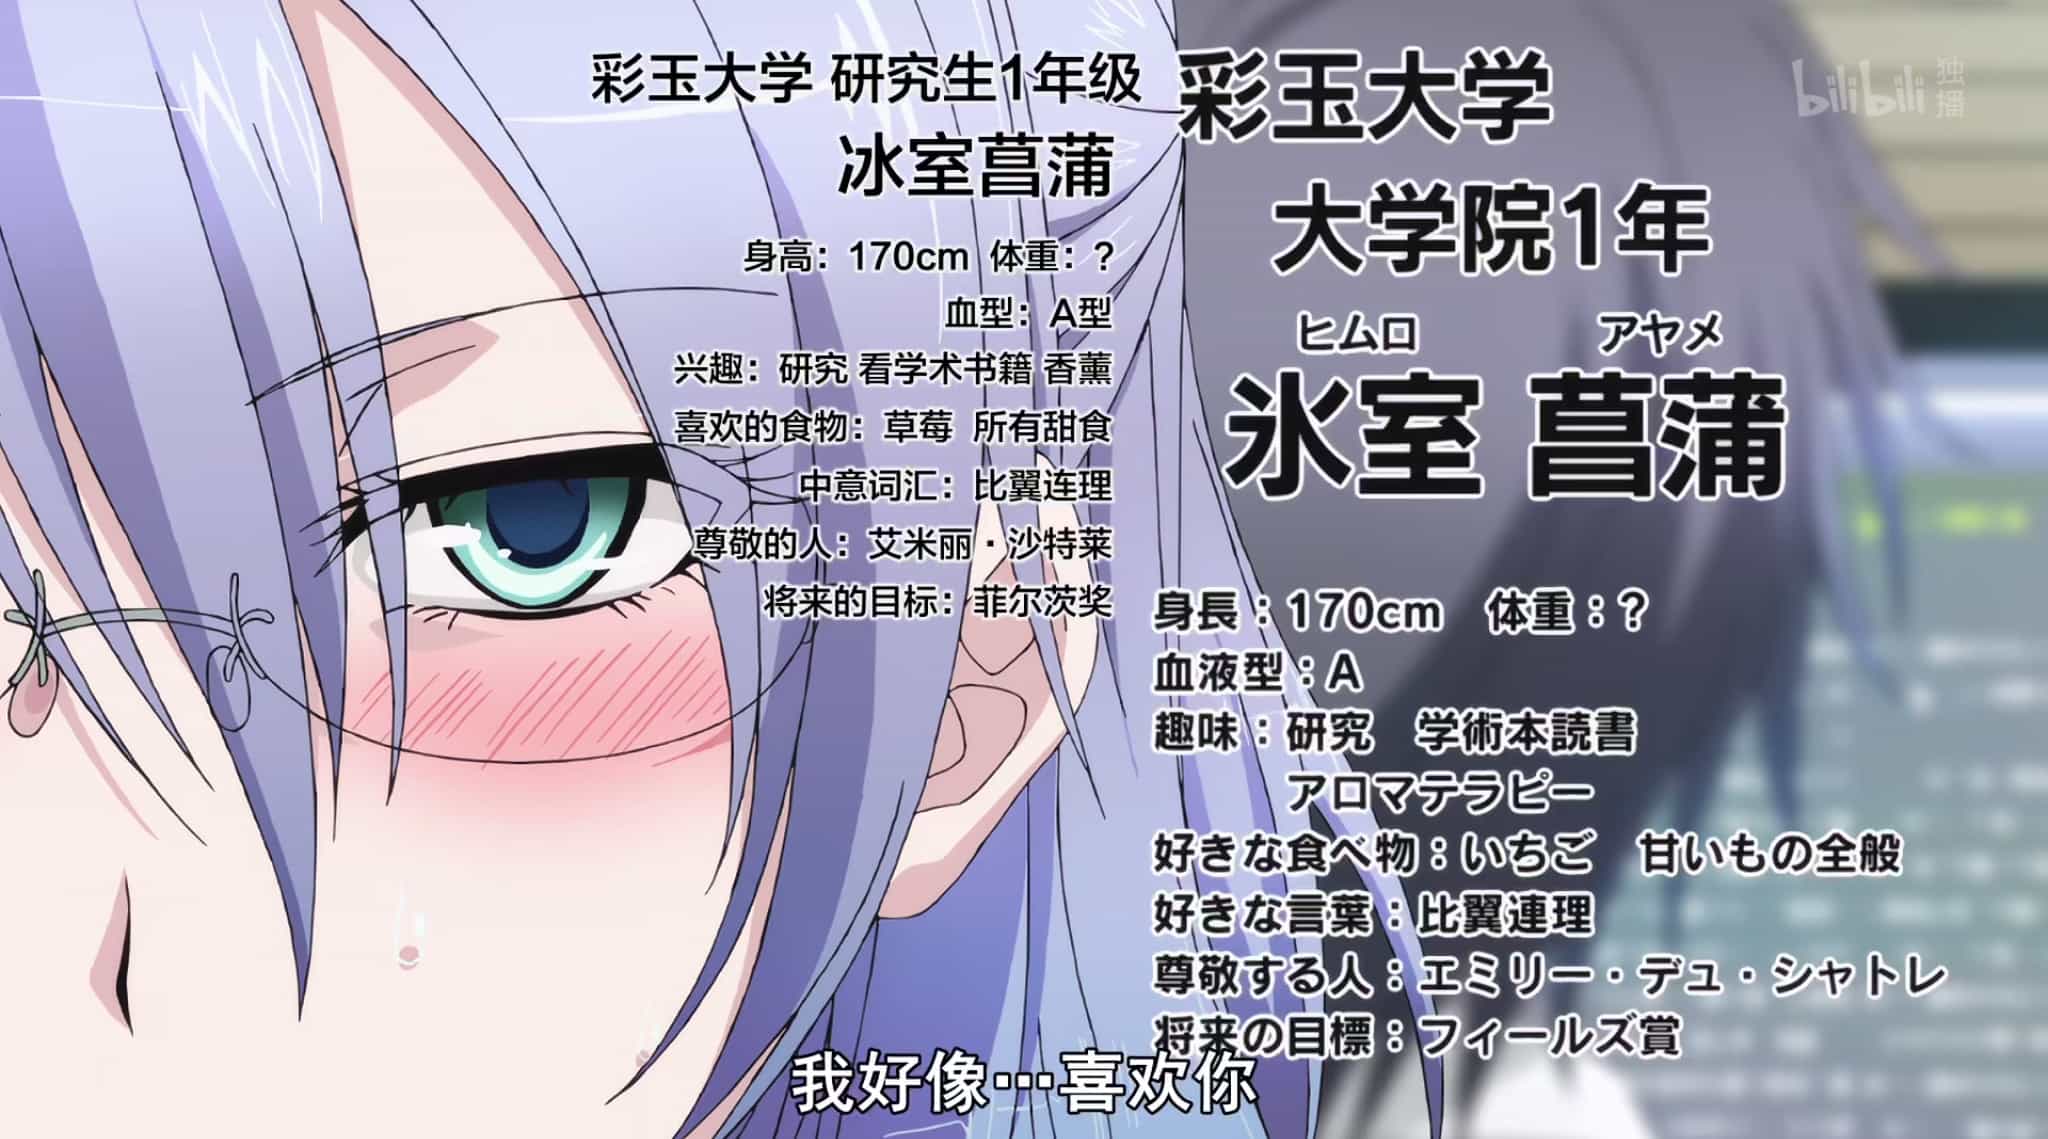 彩玉大学 研究生1年级
冰室菖蒲
身高：170cm 体重：？
血型：A型
兴趣：研究 看学术书籍 香薰
喜欢的食物：草莓 所有甜食
中意词汇：比翼连理
尊敬的人：艾米丽·沙特莱
将来的目标：菲尔茨奖
彩玉大学
大学院1年
ヒムロ アヤメ
氷室 菖蒲
身長：170cm 体重：？
血液型：A
趣味：研究 学術本読書
アロマテラピー
好きな食べ物：いちご 甘いもの全般
好きな言葉：比翼連理
尊敬する人：エミリー・デュ・シャトレ
将来の目標：フィールズ賞
我好像…喜欢你
bilibili 独播